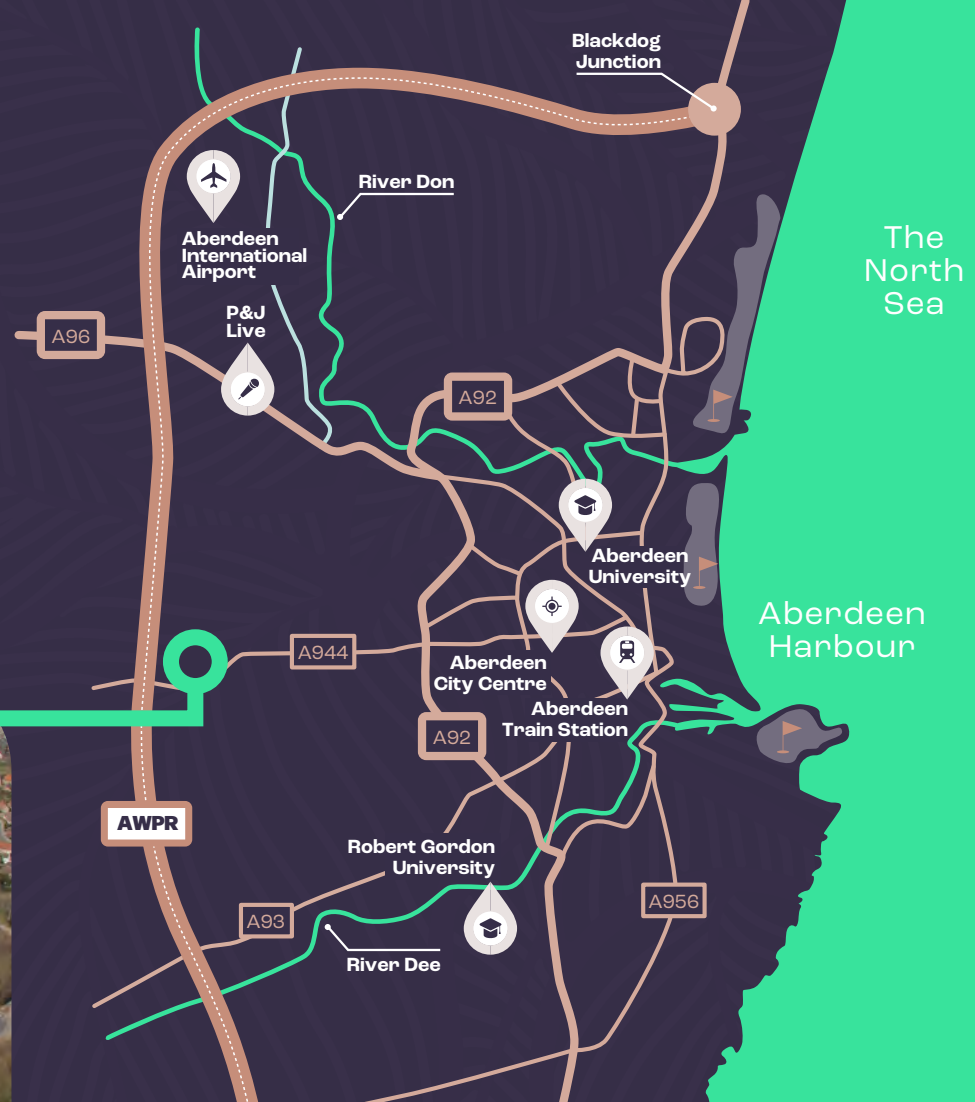 Blackdog
Junction
River Don
Aberdeen
International
Airport
The
North
Sea
P&J
Live
A96
A92
Aberdeen
University
Aberdeen
Harbour
A944
Aberdeen
City Centre
Aberdeen
Train Station
A92
AWPR
Robert Gordon
University
A956
A93
River Dee